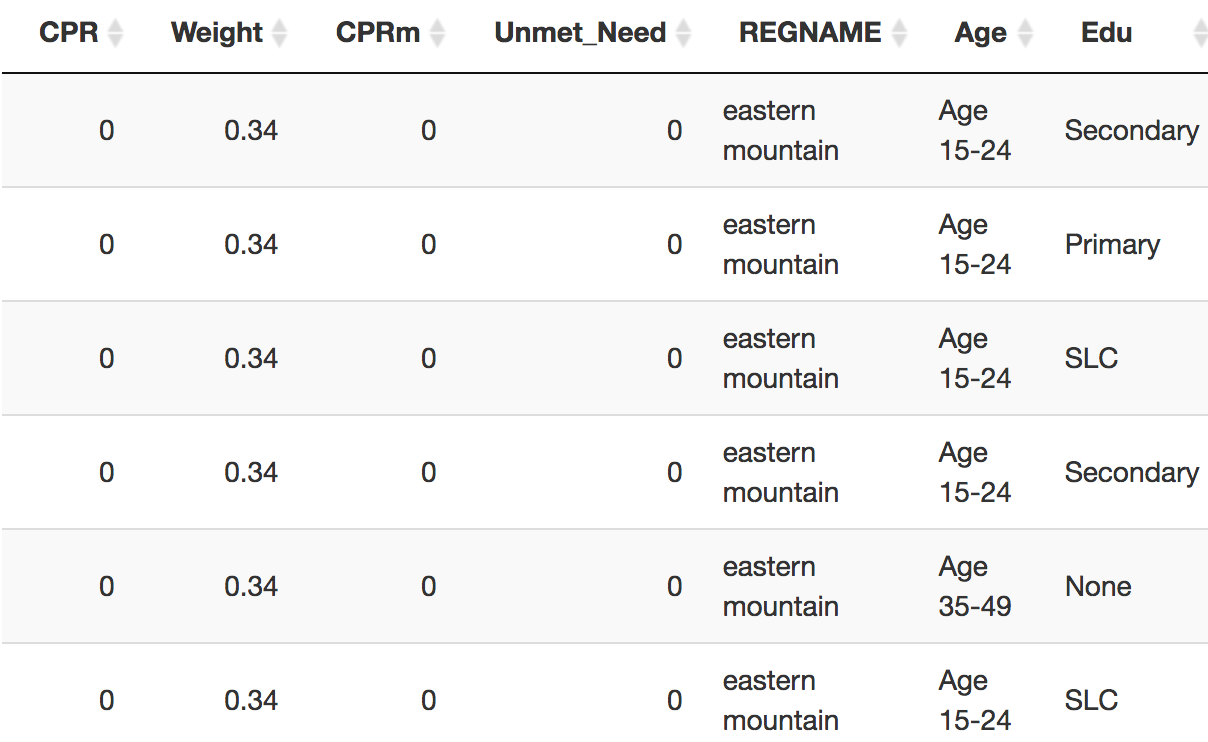 CPR Weight CPRm Unmet_Need REGNAME Age Edu
0 0.34 0 0 eastern mountain Age 15-24 Secondary
0 0.34 0 0 eastern mountain Age 15-24 Primary
0 0.34 0 0 eastern mountain Age 15-24 SLC
0 0.34 0 0 eastern mountain Age 15-24 Secondary
0 0.34 0 0 eastern mountain Age 35-49 None
0 0.34 0 0 eastern mountain Age 15-24 SLC